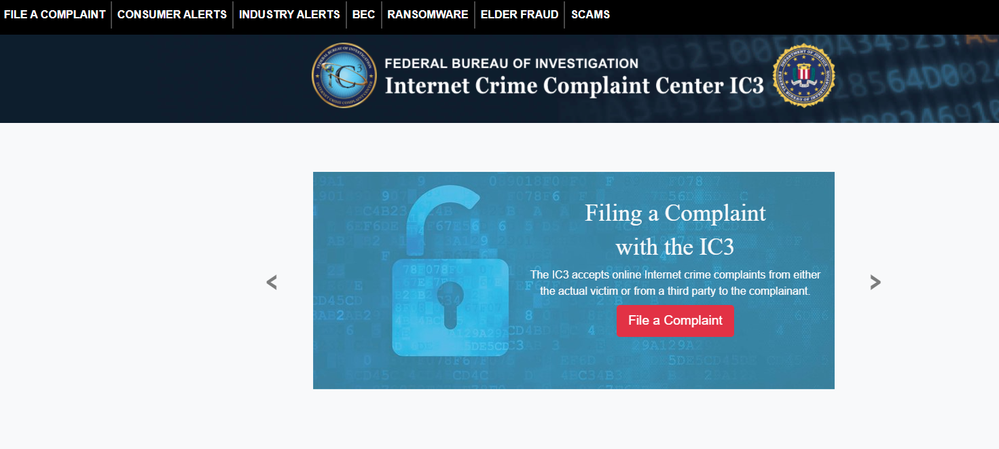 FILE A COMPLAINT
CONSUMER ALERTS
INDUSTRY ALERTS
BEC
RANSOMWARE
ELDER FRAUD
SCAMS
FEDERAL BUREAU OF INVESTIGATION
Internet Crime Complaint Center IC3
Filing a Complaint
with the IC3
The IC3 accepts online Internet crime complaints from either
the actual victim or from a third party to the complainant.
File a Complaint